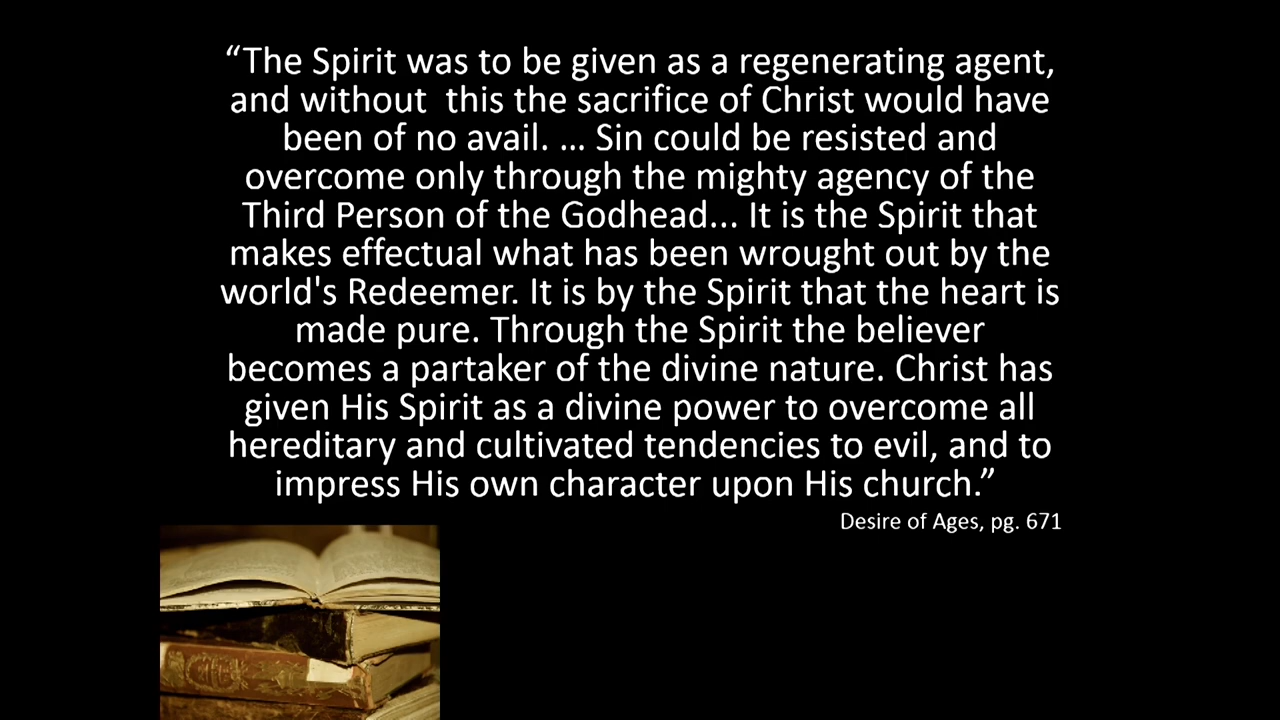 “The Spirit was to be given as a regenerating agent,
and without  this the sacrifice of Christ would have
been of no avail. ... Sin could be resisted and
overcome only through the mighty agency of the
Third Person of the Godhead... It is the Spirit that
makes effectual what has been wrought out by the
world's Redeemer. It is by the Spirit that the heart is
made pure. Through the Spirit the believer
becomes a partaker of the divine nature. Christ has
given His Spirit as a divine power to overcome all
hereditary and cultivated tendencies to evil, and to
impress His own character upon His church.”
Desire of Ages, pg. 671